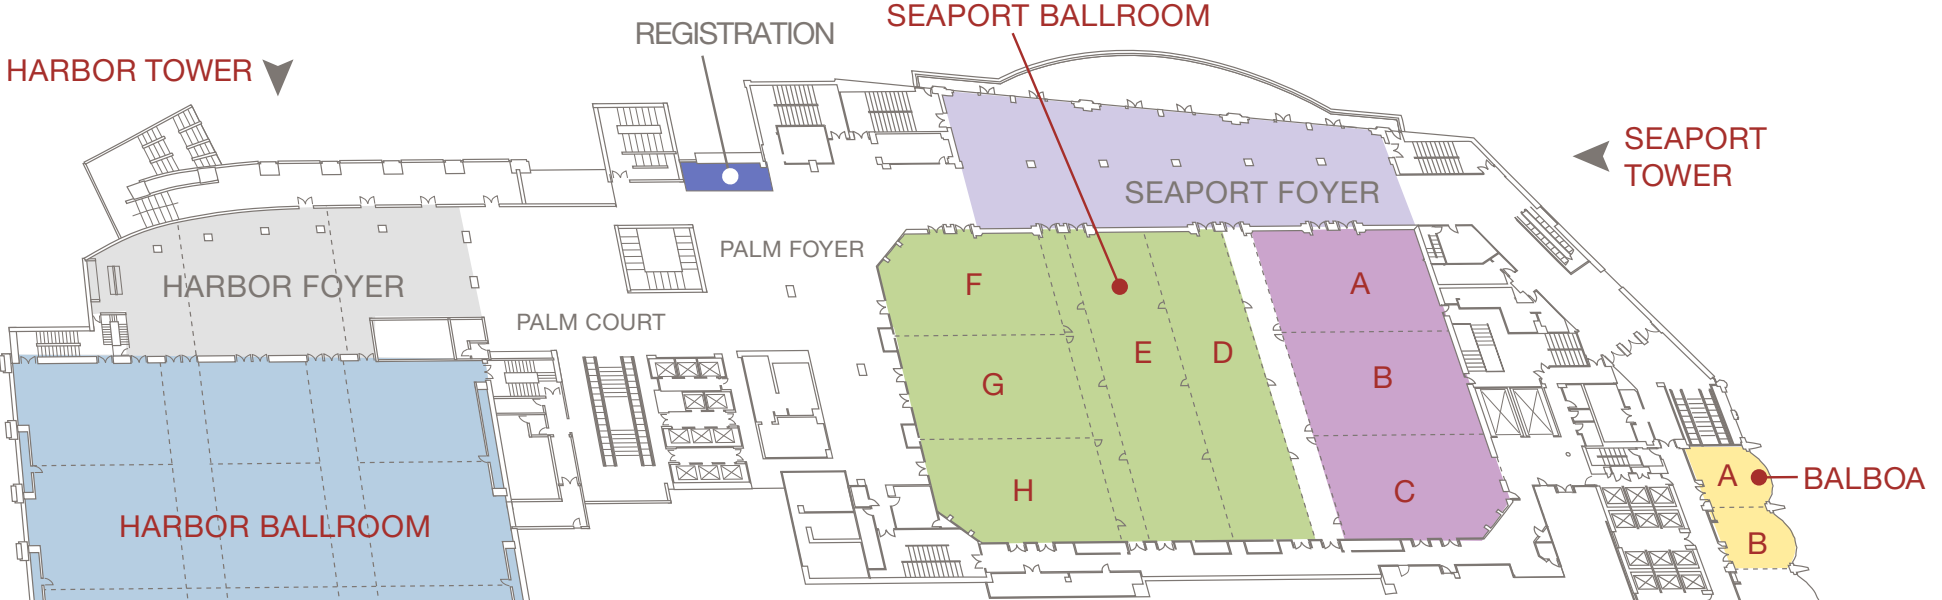 SEAPORT BALLROOM
REGISTRATION
HARBOR TOWER
SEAPORT
TOWER
SEAPORT FOYER
PALM FOYER
HARBOR FOYER
PALM COURT
F
A
E
D
G
B
H
C
HARBOR BALLROOM
A
BALBOA
B